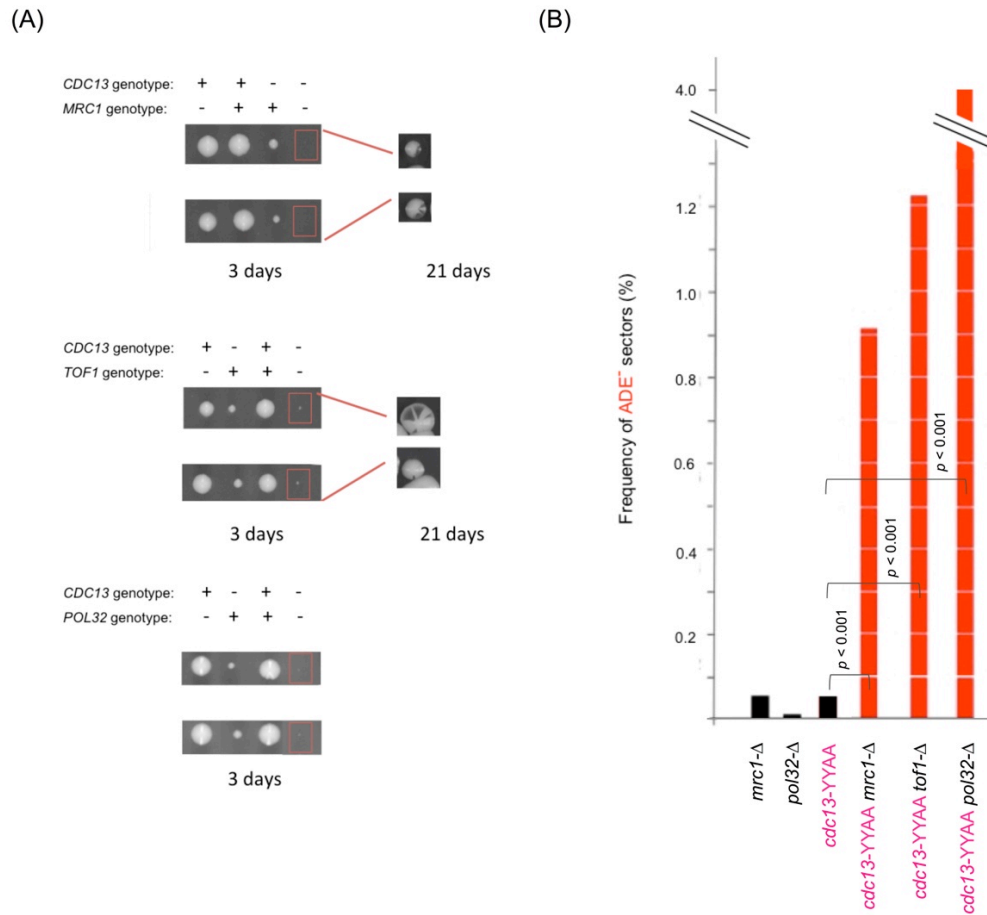 (A)
CDC13 genotype: + + - -
MRC1 genotype: - + + -
3 days 21 days
CDC13 genotype: + - + -
TOF1 genotype: - + + -
3 days 21 days
CDC13 genotype: + - + -
POL32 genotype: - + + -
3 days
(B)
Frequency of ADE⁻ sectors (%)
4.0
1.2
1.0
0.8
0.6
0.4
0.2
p < 0.001
p < 0.001
p < 0.001
mrc1-Δ
pol32-Δ
cdc13-YYAA
cdc13-YYAA mrc1-Δ
cdc13-YYAA tof1-Δ
cdc13-YYAA pol32-Δ